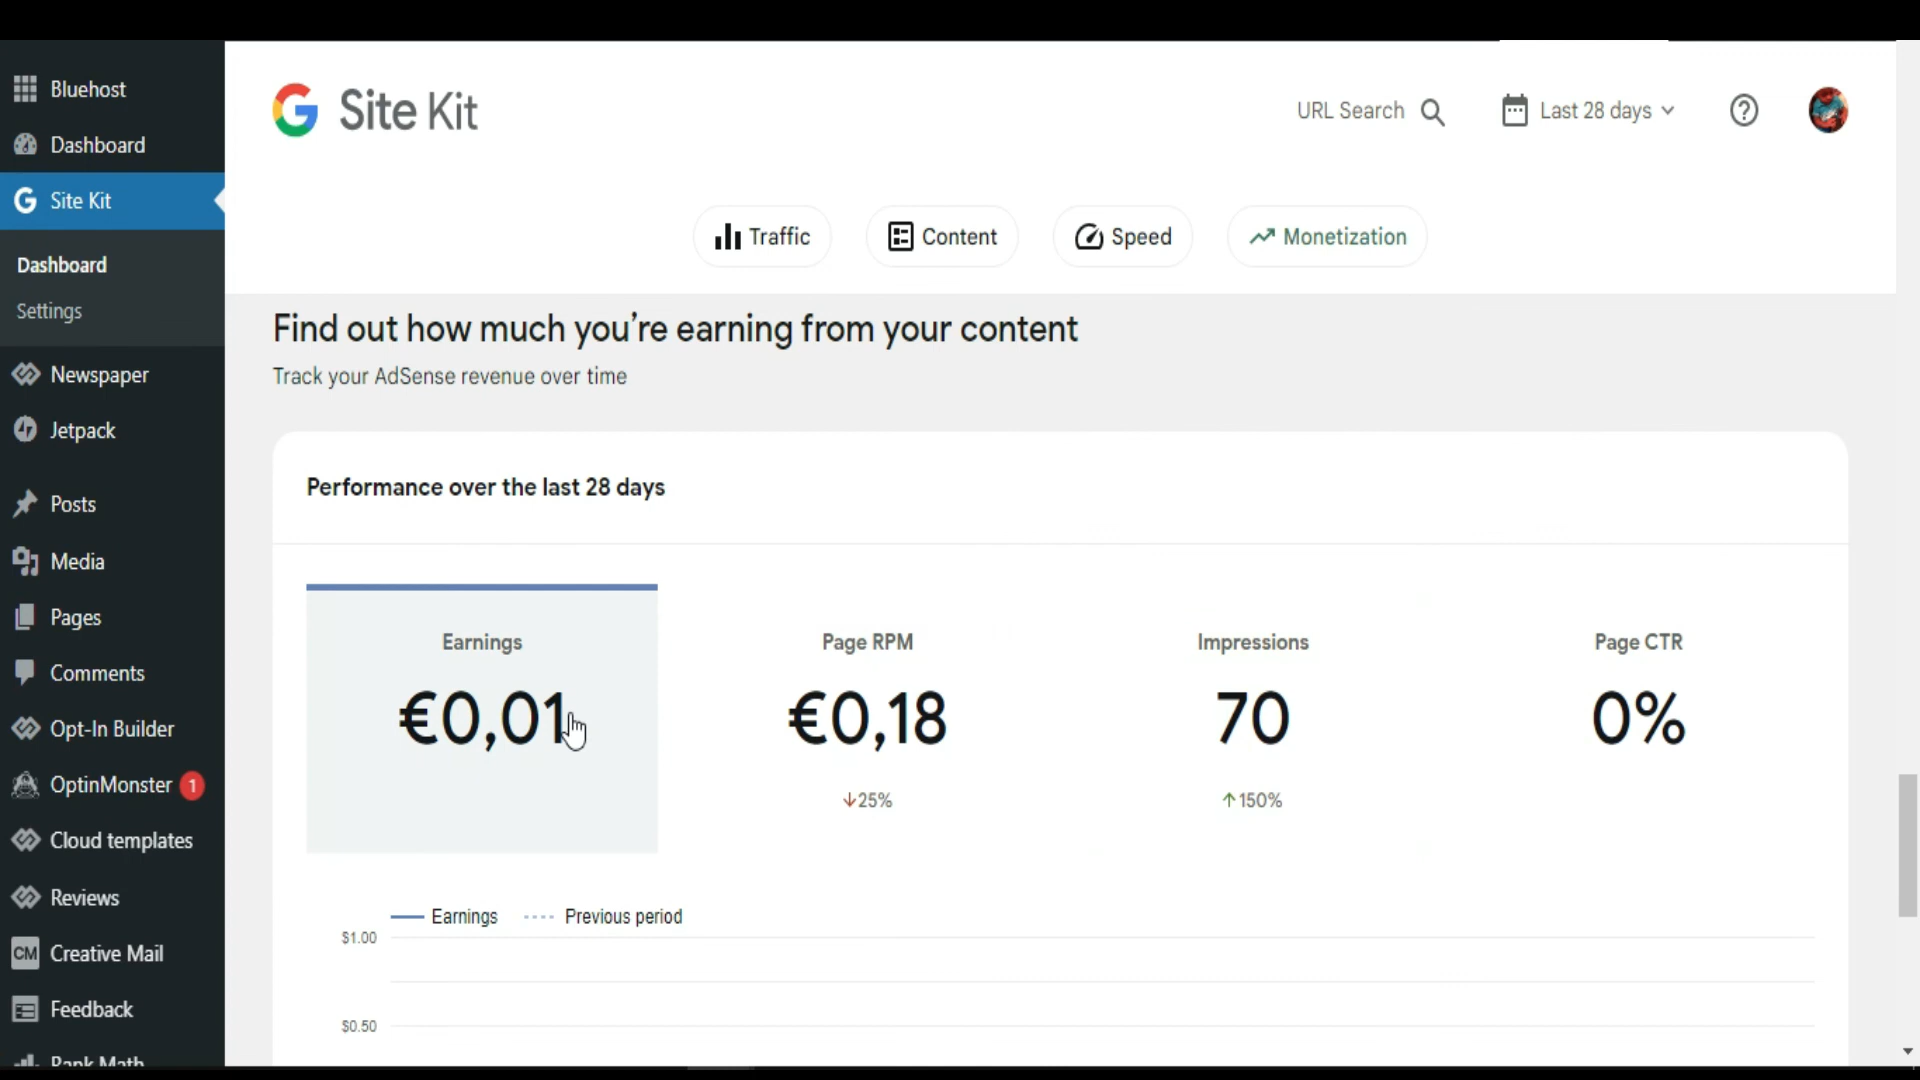 Bluehost
Dashboard
Site Kit
Dashboard
Settings
Newspaper
Jetpack
Posts
Media
Pages
Comments
Opt-In Builder
OptinMonster 1
Cloud templates
Reviews
CM Creative Mail
Feedback
Rank Math
G Site Kit
URL Search
Last 28 days
Traffic
Content
Speed
Monetization
Find out how much you’re earning from your content
Track your AdSense revenue over time
Performance over the last 28 days
Earnings
€0,01
Page RPM
€0,18
↓25%
Impressions
70
↑150%
Page CTR
0%
Earnings
Previous period
$1.00
$0.50